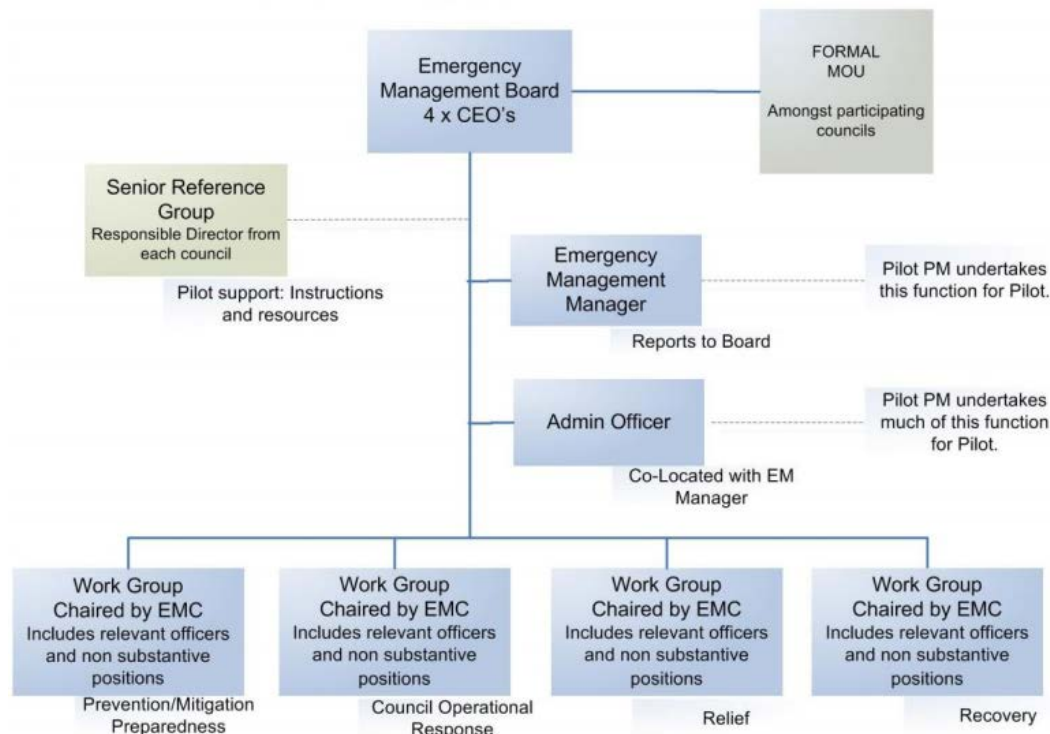 Emergency
Management Board
4 x CEO's
FORMAL
MOU
Amongst participating
councils
Senior Reference
Group
Responsible Director from
each council
Pilot support: Instructions
and resources
Emergency
Management
Manager
Reports to Board
Pilot PM undertakes
this function for Pilot.
Admin Officer
Co-Located with EM
Manager
Pilot PM undertakes
much of this function
for Pilot.
Work Group
Chaired by EMC
Includes relevant officers
and non substantive
positions
Prevention/Mitigation
Preparedness
Work Group
Chaired by EMC
Includes relevant officers
and non substantive
positions
Council Operational
Response
Work Group
Chaired by EMC
Includes relevant officers
and non substantive
positions
Relief
Work Group
Chaired by EMC
Includes relevant officers
and non substantive
positions
Recovery